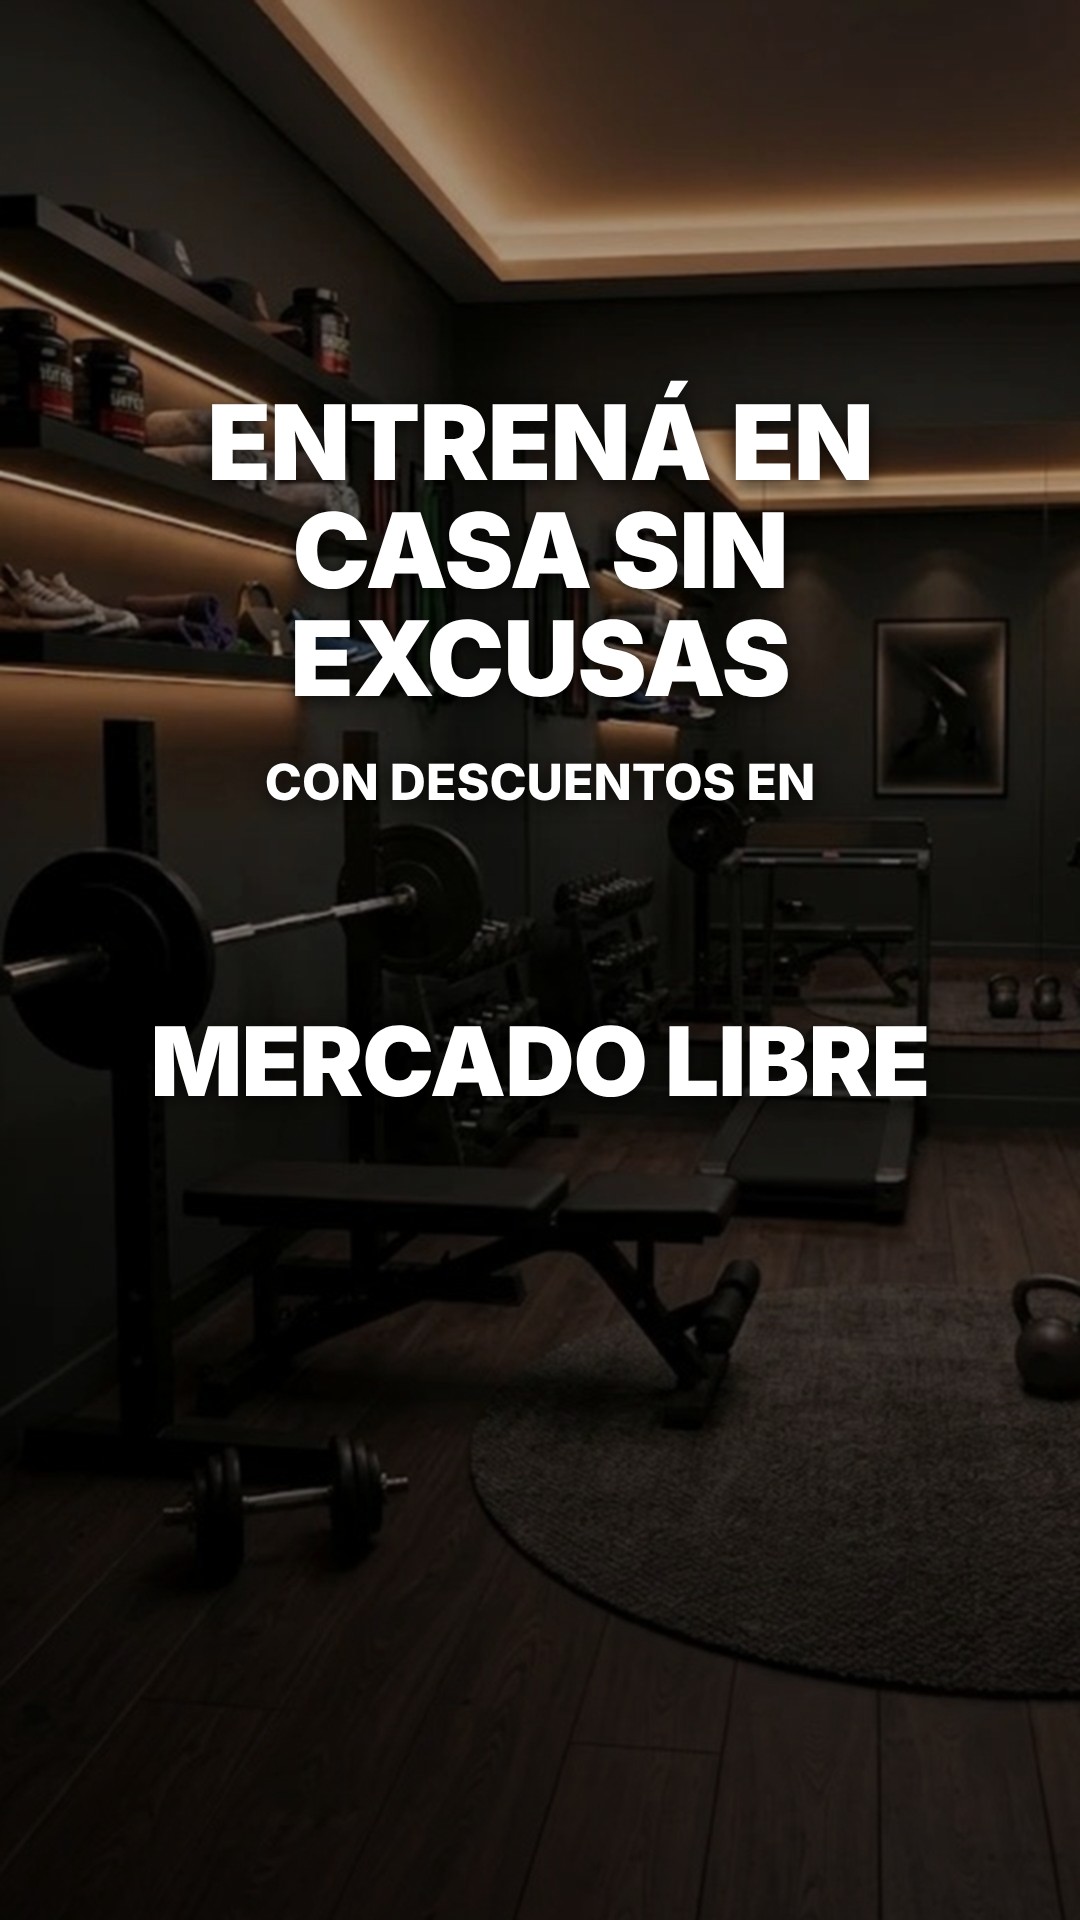 ENTRENÁ EN
CASA SIN
EXCUSAS
CON DESCUENTOS EN
MERCADO LIBRE